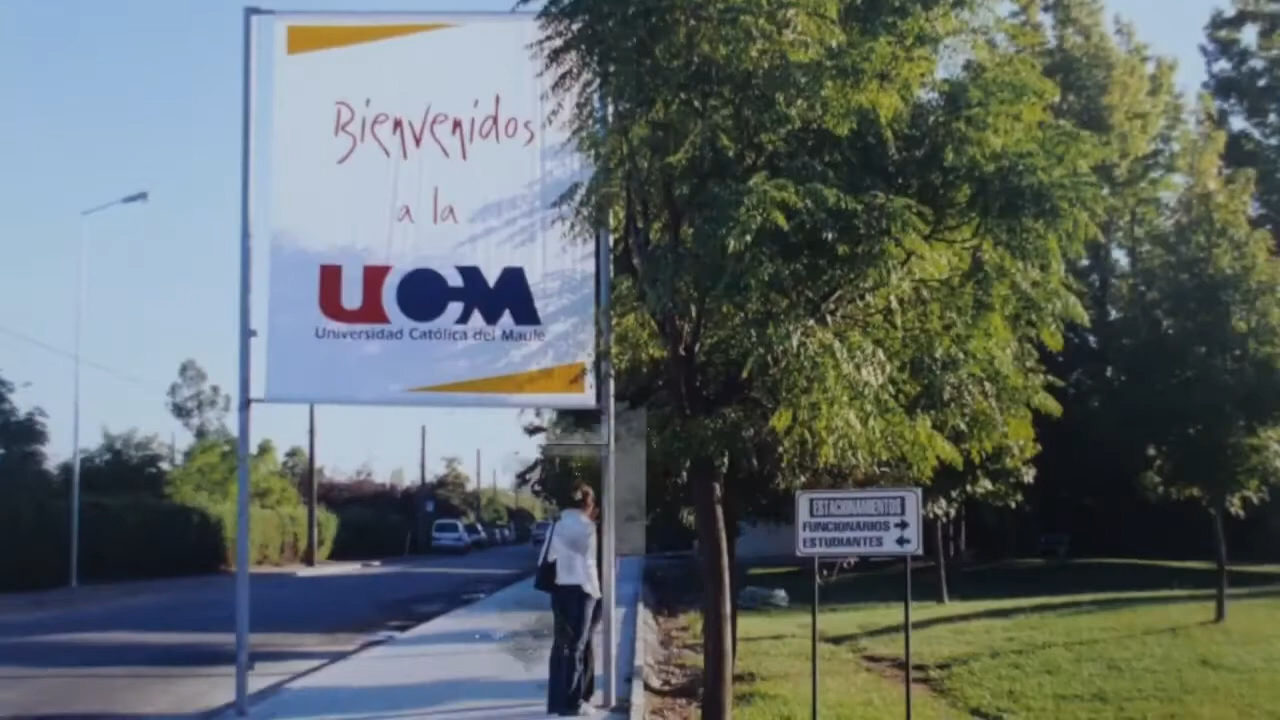 Bienvenidos
a la
UCM
Universidad Católica del Maule
ESTACIONAMIENTOS
FUNCIONARIOS →
ESTUDIANTES ←